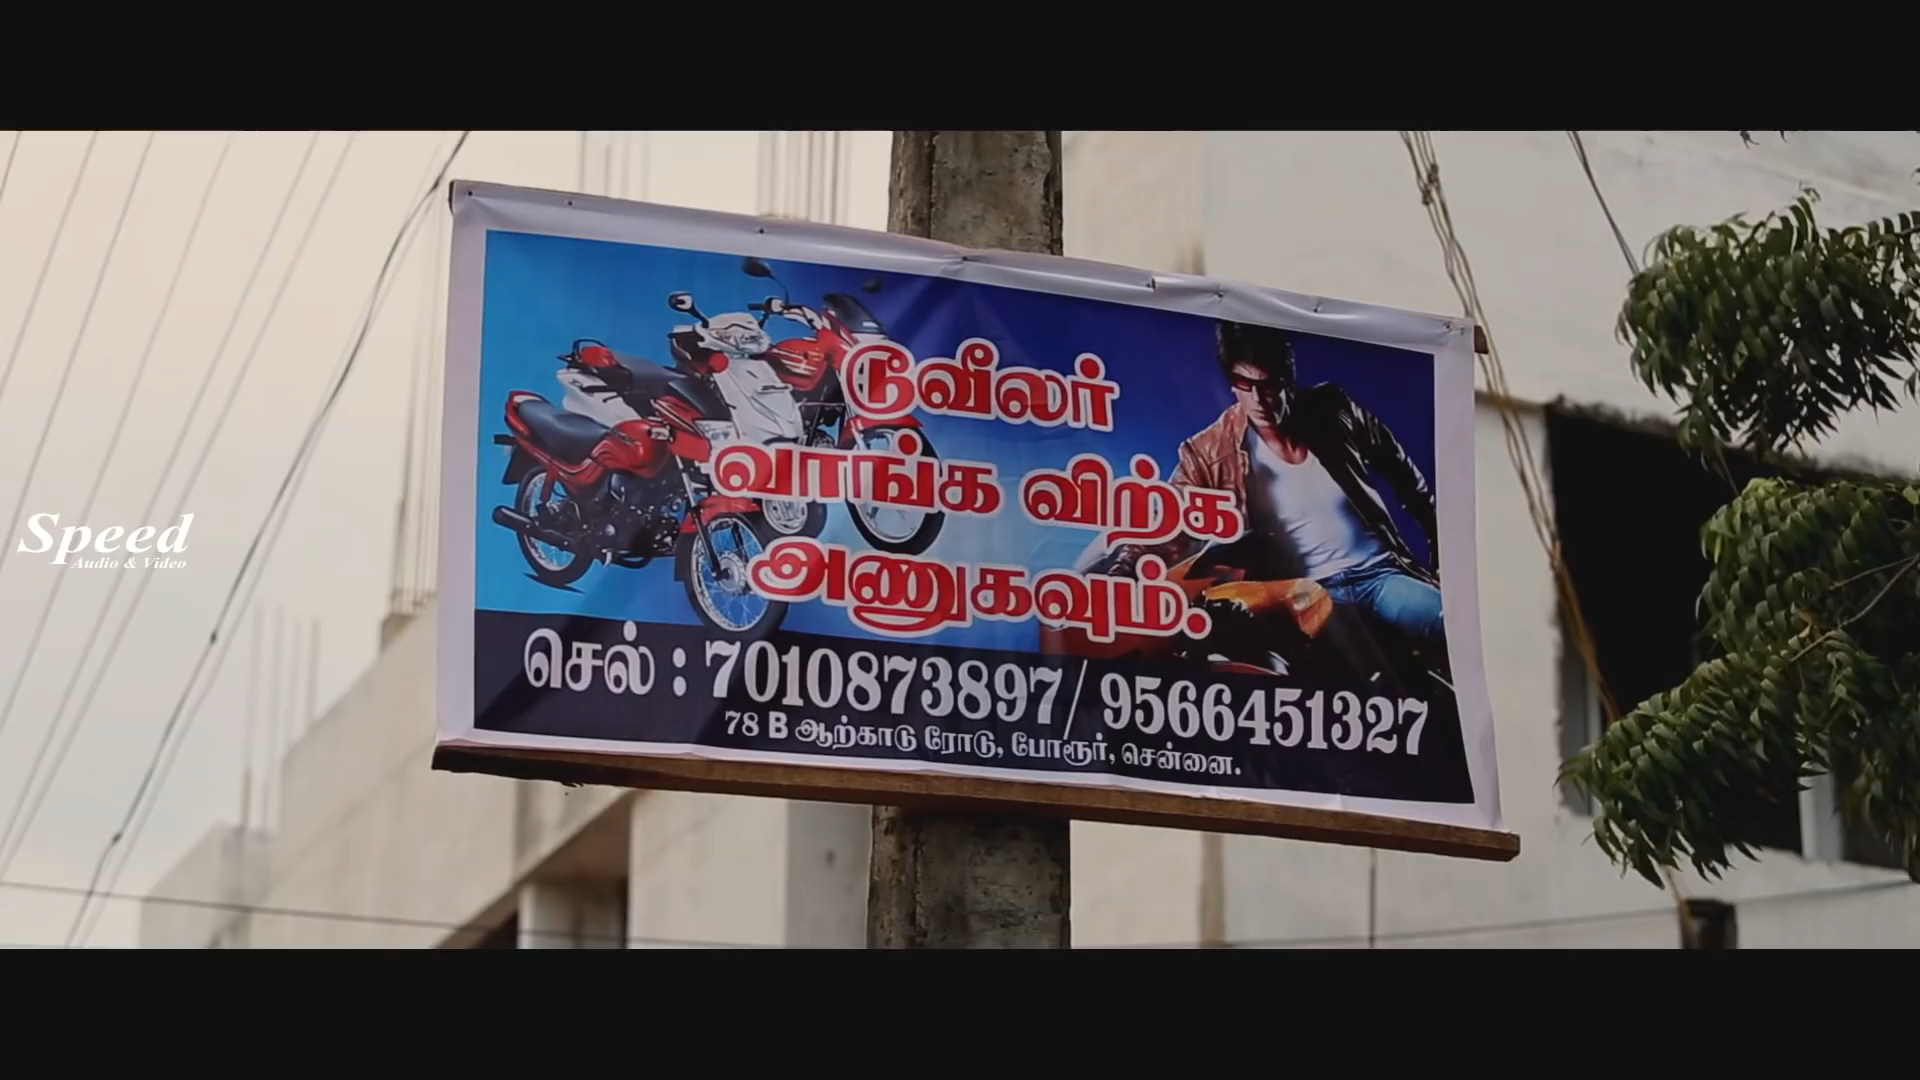 டூவீலர்
வாங்க விற்க
அணுகவும்.
செல் : 7010873897/ 9566451327
78 B ஆற்காடு ரோடு, போரூர், சென்னை.
Speed
Audio & Video